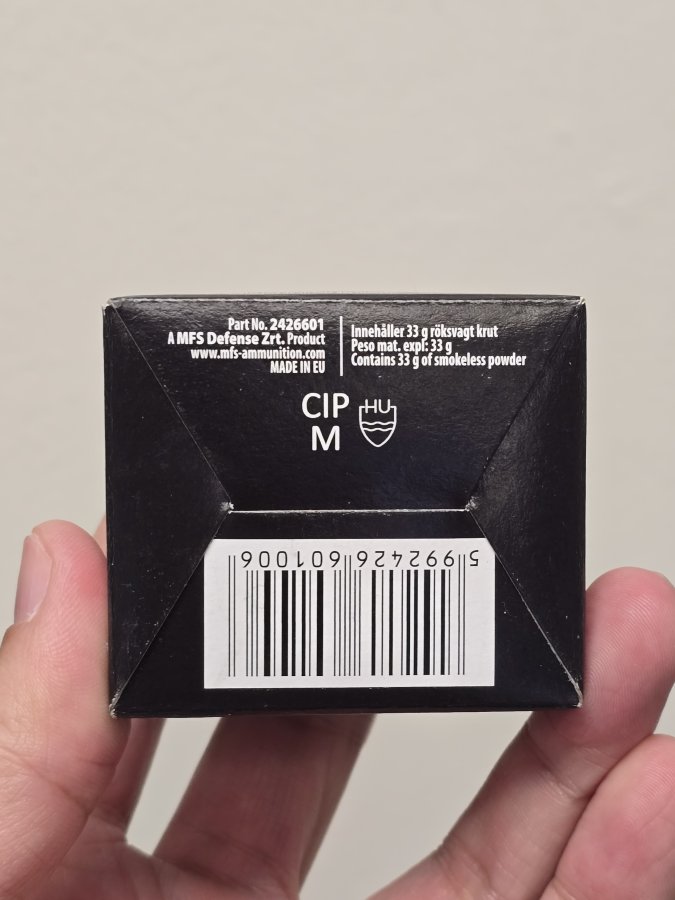 Part No. 2426601
A MFS Defense Zrt. Product
www.mfs-ammunition.com
MADE IN EU
Innehåller 33 g röksvagt krut
Peso mat. expl: 33 g
Contains 33 g of smokeless powder
CIP
M
HU
5 992426 601006